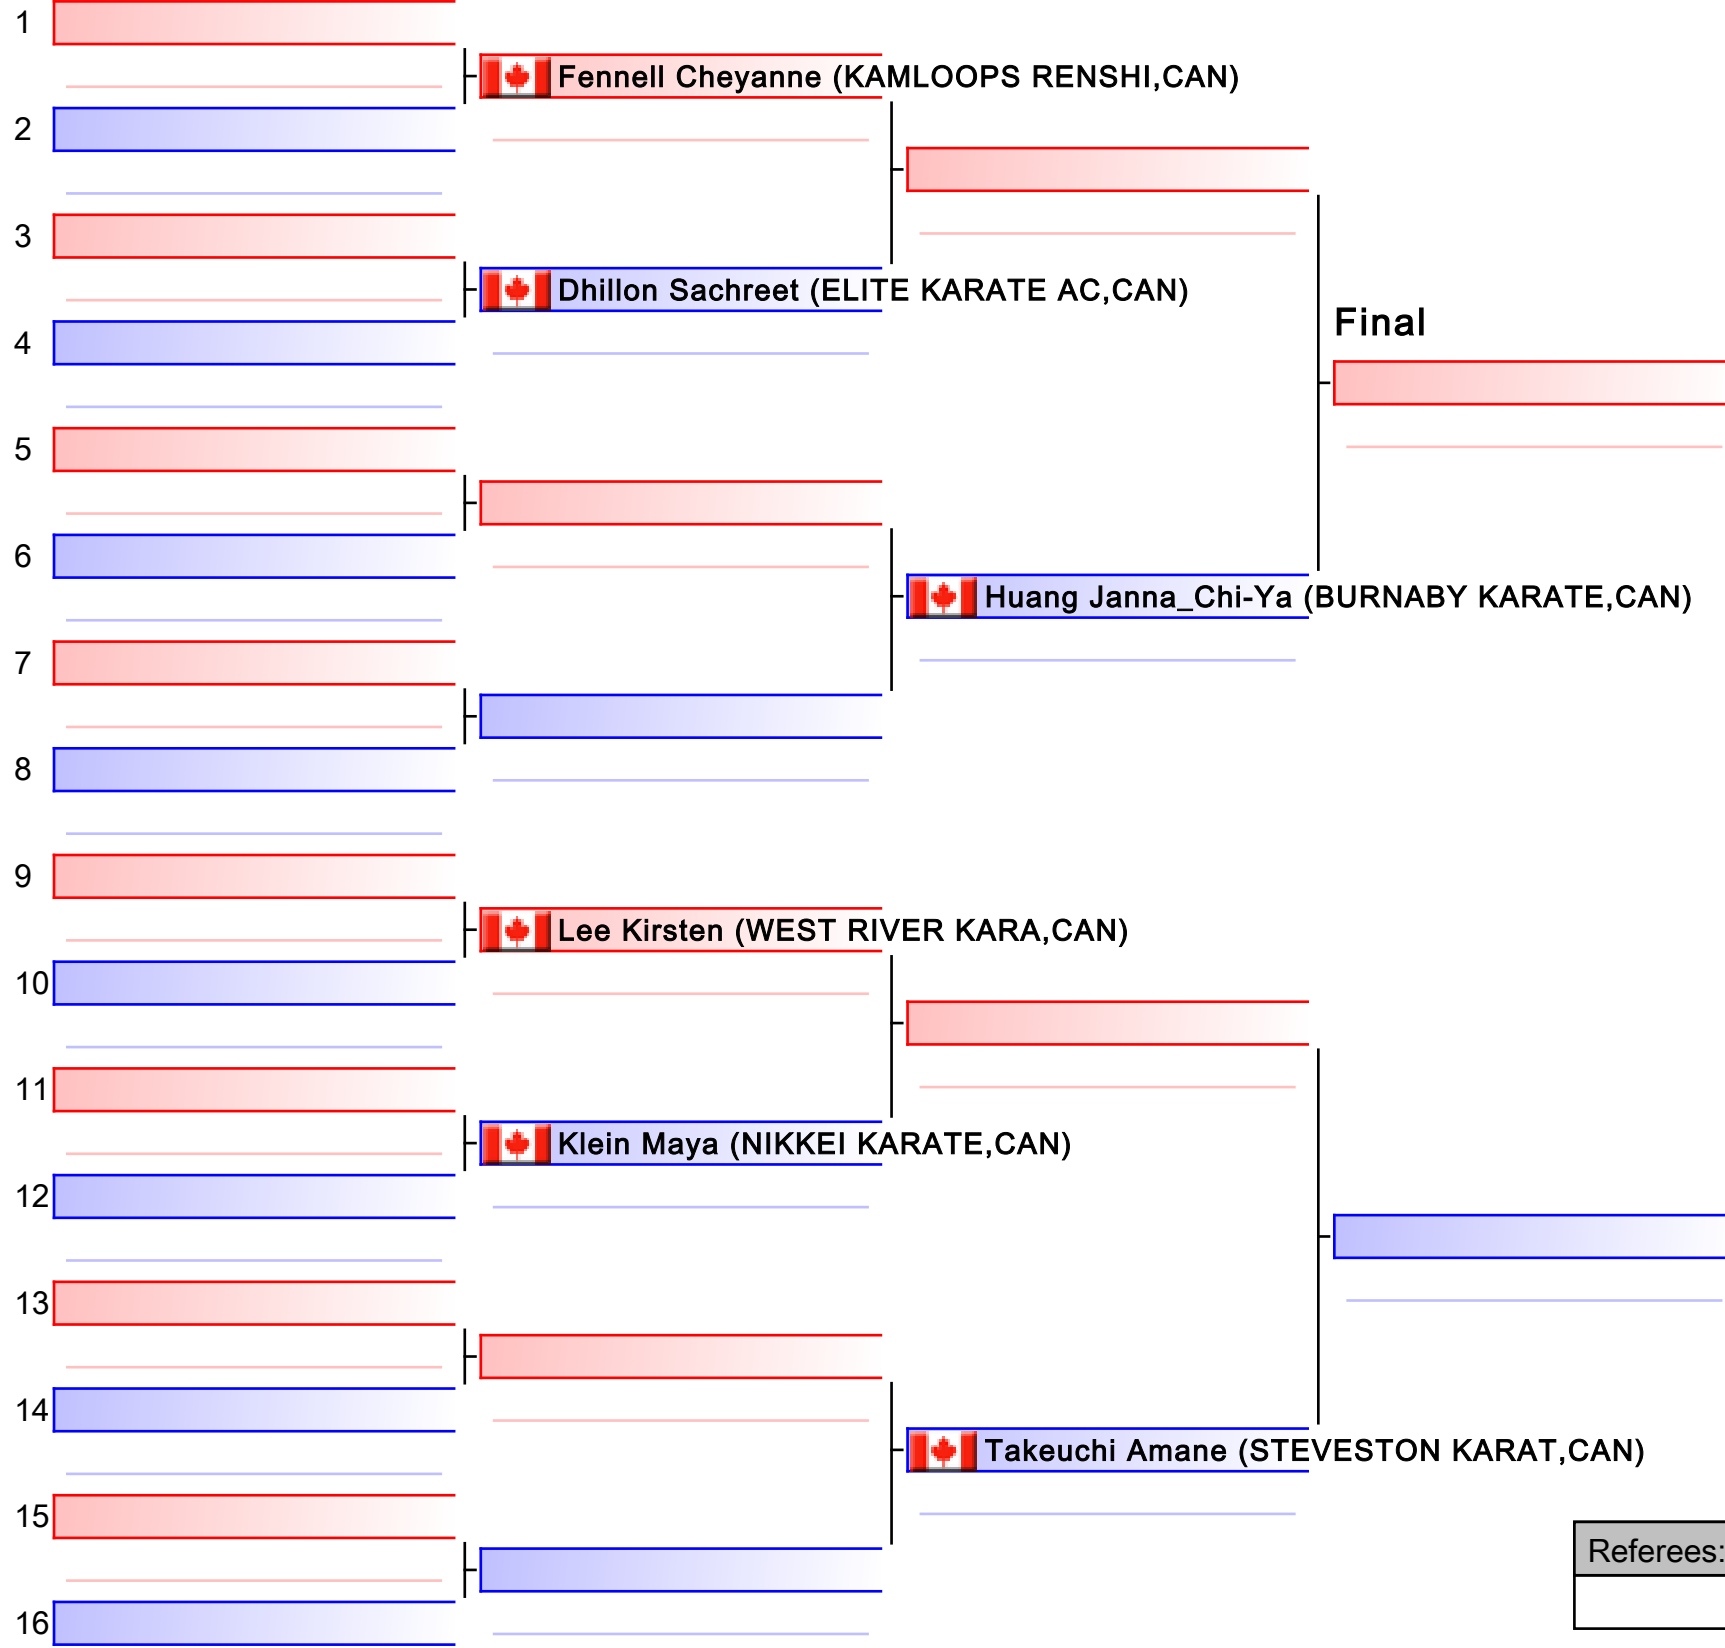 1
Fennell Cheyanne (KAMLOOPS RENSHI,CAN)
2
3
Dhillon Sachreet (ELITE KARATE AC,CAN)
4
Final
5
6
Huang Janna_Chi-Ya (BURNABY KARATE,CAN)
7
8
9
Lee Kirsten (WEST RIVER KARA,CAN)
10
11
Klein Maya (NIKKEI KARATE,CAN)
12
13
14
Takeuchi Amane (STEVESTON KARAT,CAN)
15
Referees:
16